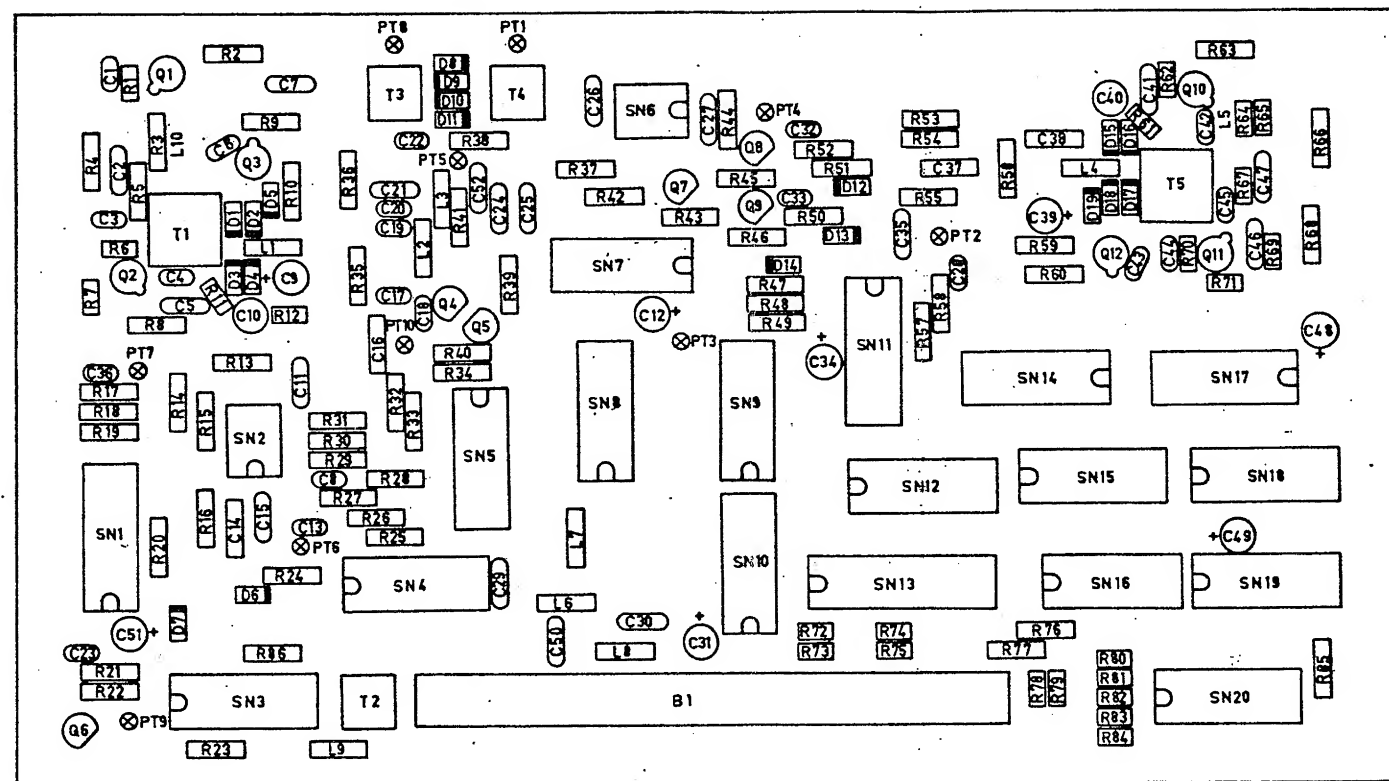 PT8
PT1
R2
R63
C1
R1
Q1
C7
T3
D8
D9
D10
D11
T4
C26
SN6
C27
R44
PT4
C40
C41
R62
Q10
R61
C42
L5
R64
R65
R66
R9
R3
L10
C6
Q3
R4
C2
R5
D5
R10
R36
C22
PT5
R38
Q8
C32
R52
R51
D12
R53
R54
C37
R55
R50
C38
L4
D15
D16
T5
R67
C47
C3
T1
D1
D2
L1
R6
Q2
C4
D3
D4
C9
C21
C20
C19
L3
R41
C52
C24
C25
L2
R37
R42
Q7
R43
R45
Q9
C33
R50
R46
D13
C35
PT2
C39
D19
D18
D17
C45
R59
R60
Q12
C43
C44
R70
Q11
C46
R69
R68
R71
R7
C5
R11
C10
R12
R8
R35
C17
C18
Q4
Q5
R39
SN7
C12
D14
R47
R48
R49
C34
SN11
R57
R58
C28
PT7
C36
R17
R18
R19
R13
R14
R15
C11
SN2
C16
PT10
R40
R34
R32
R33
PT3
SN8
SN9
SN14
SN17
C48
R31
R30
R29
C8
R28
R27
R26
R25
SN5
SN12
SN15
SN18
SN1
R20
R16
C14
C15
C13
PT6
R24
D6
D7
SN4
C29
L7
L6
SN10
SN13
SN16
C49
SN19
C51
C23
R21
R22
R86
C50
C30
L8
C31
R72
R73
R74
R75
R76
R77
R78
R79
R80
R81
R82
R83
R84
R85
SN3
T2
B1
SN20
Q6
PT9
R23
L9